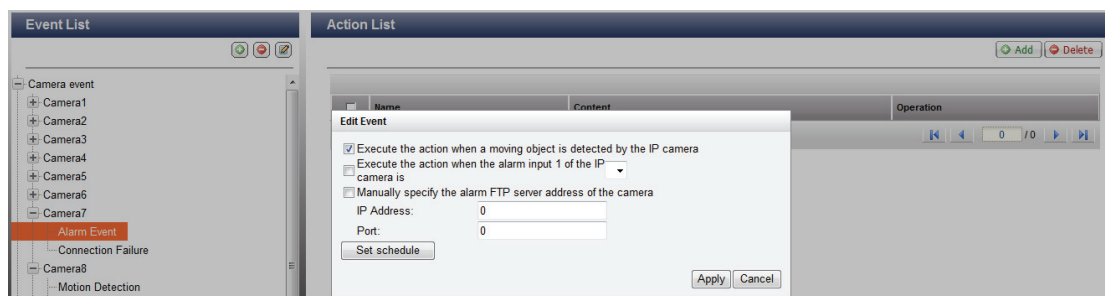 Event List
Action List
Add
Delete
Camera event
Camera1
Camera2
Camera3
Camera4
Camera5
Camera6
Camera7
Alarm Event
Connection Failure
Camera8
Motion Detection
Name
Content
Operation
0 /0
Edit Event
Execute the action when a moving object is detected by the IP camera
Execute the action when the alarm input 1 of the IP
camera is
Manually specify the alarm FTP server address of the camera
IP Address: 0
Port: 0
Set schedule
Apply Cancel